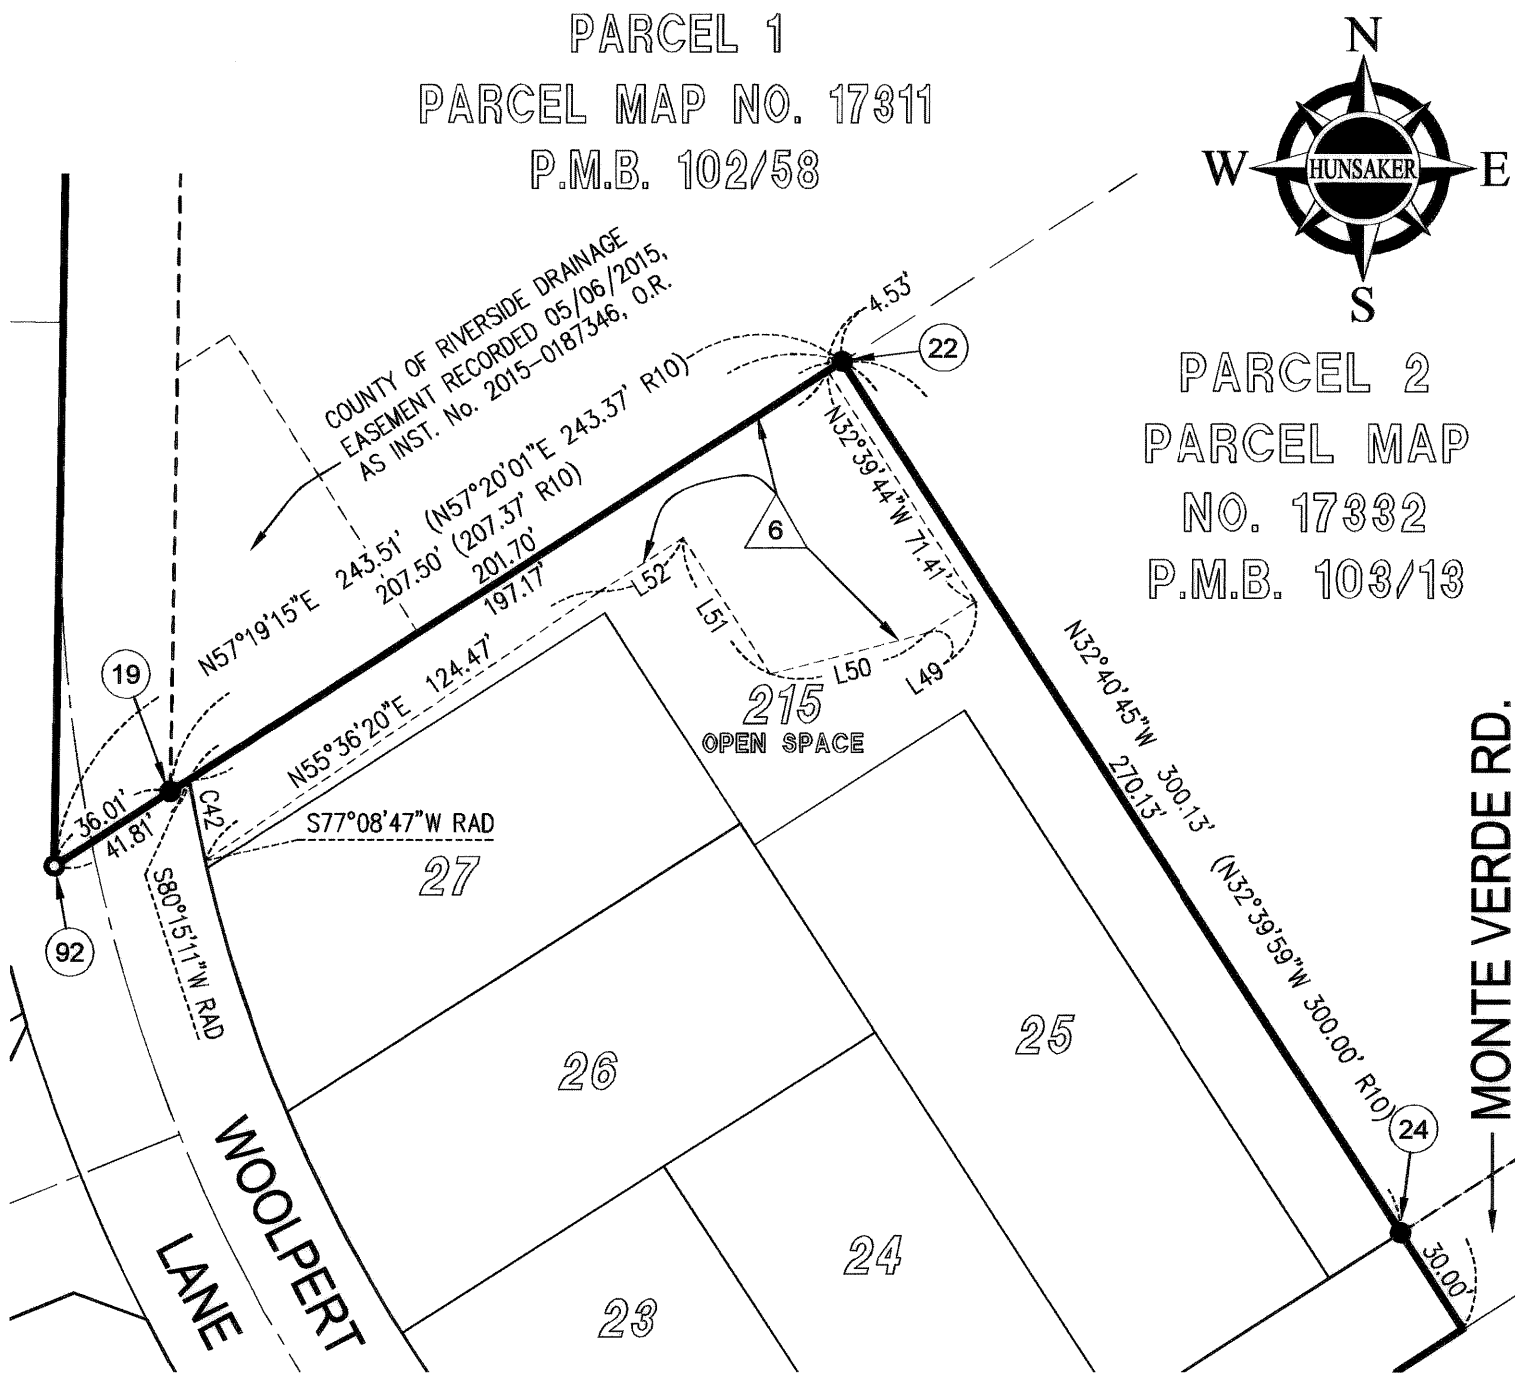 PARCEL 1
PARCEL MAP NO. 17311
P.M.B. 102/58
N
W
HUNSAKER
E
S
COUNTY OF RIVERSIDE DRAINAGE
EASEMENT RECORDED 05/06/2015,
AS INST. No. 2015-0187346, O.R.
4.53'
22
PARCEL 2
PARCEL MAP
NO. 17332
P.M.B. 103/13
N57°19'15"E 243.51' (N57°20'01"E 243.37' R10)
207.50' (207.37' R10)
201.70'
197.17'
N32°39'44"W 71.41'
6
L52
L51
L50
L49
215
OPEN SPACE
19
N55°36'20"E 124.47'
36.01'
41.81'
C42
S77°08'47"W RAD
27
S80°15'11"W RAD
92
N32°40'45"W 300.13' (N32°39'59"W 300.00' R10)
270.13'
MONTE VERDE RD.
25
26
24
24
23
30.00'
WOOLPERT
LANE